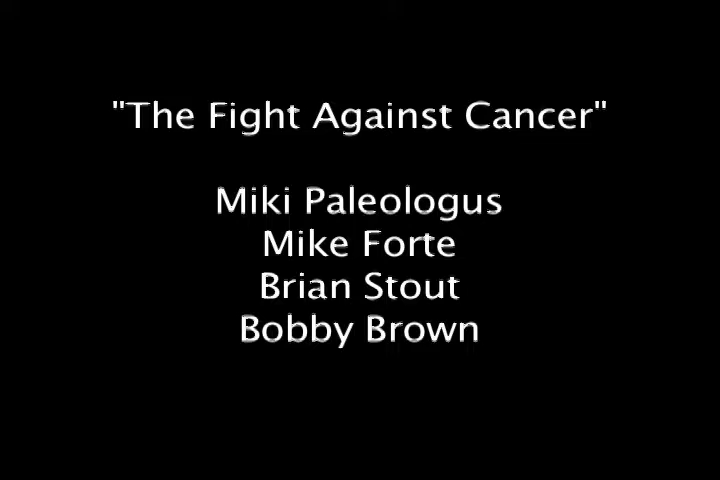 "The Fight Against Cancer"
Miki Paleologus
Mike Forte
Brian Stout
Bobby Brown